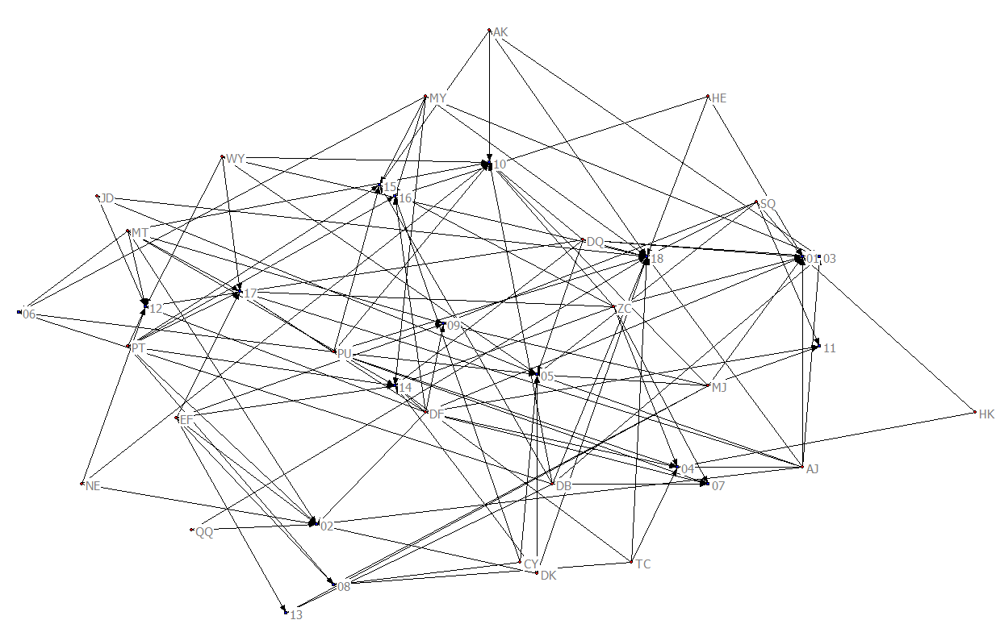 AK
MY
HE
WY
10
15
16
JD
SQ
MT
DQ
18
01
03
17
12
06
ZC
09
PT
PU
11
05
14
MJ
DF
EF
HK
04
AJ
NE
DB
07
02
QQ
CY
TC
DK
08
13